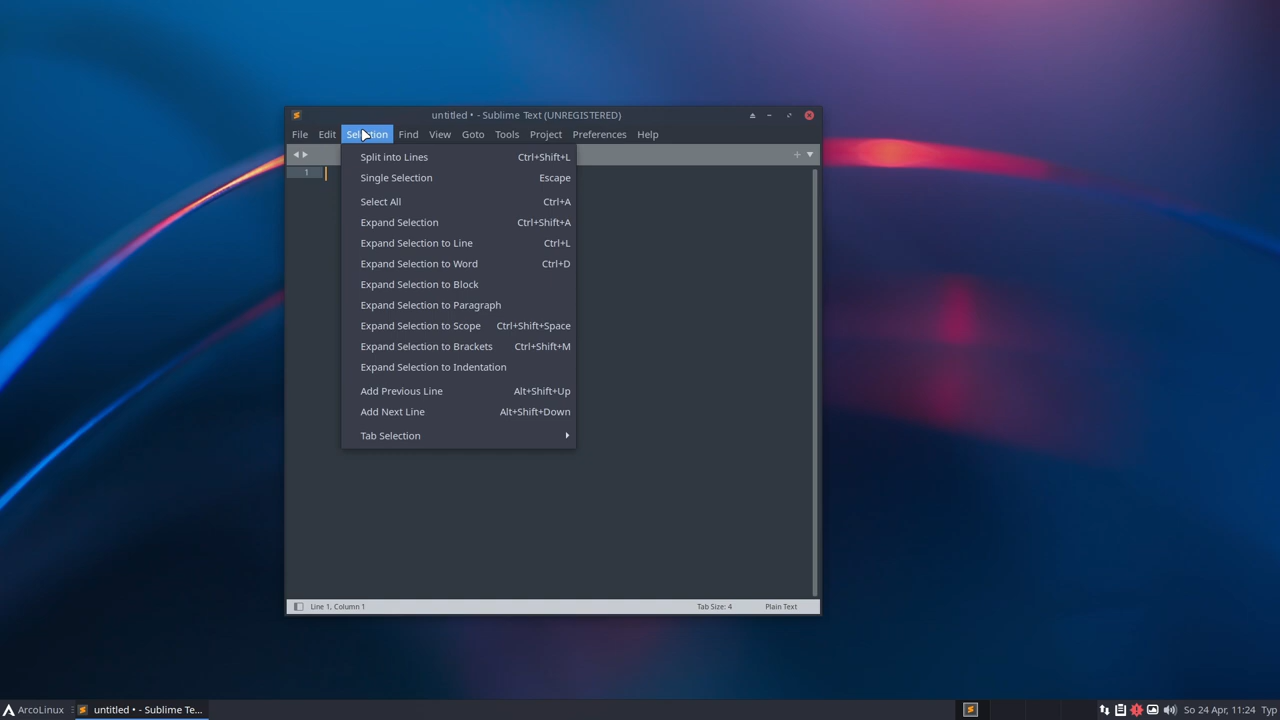 untitled • - Sublime Text (UNREGISTERED)
File Edit Selection Find View Goto Tools Project Preferences Help
1
Split into Lines Ctrl+Shift+L
Single Selection Escape
Select All Ctrl+A
Expand Selection Ctrl+Shift+A
Expand Selection to Line Ctrl+L
Expand Selection to Word Ctrl+D
Expand Selection to Block
Expand Selection to Paragraph
Expand Selection to Scope Ctrl+Shift+Space
Expand Selection to Brackets Ctrl+Shift+M
Expand Selection to Indentation
Add Previous Line Alt+Shift+Up
Add Next Line Alt+Shift+Down
Tab Selection
Line 1, Column 1 Tab Size: 4 Plain Text
ArcoLinux untitled • - Sublime Te... So 24 Apr, 11:24 Typ